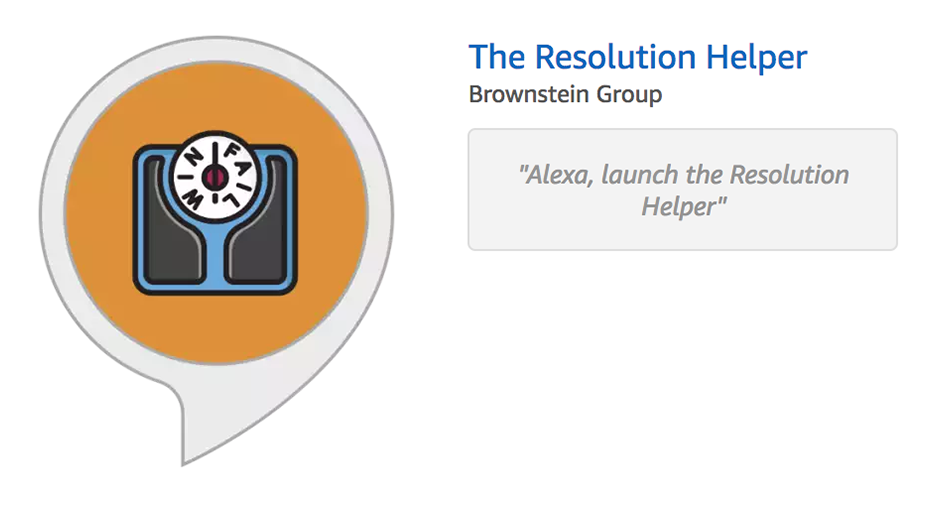 The Resolution Helper
Brownstein Group
"Alexa, launch the Resolution
Helper"
WIN
FAIL